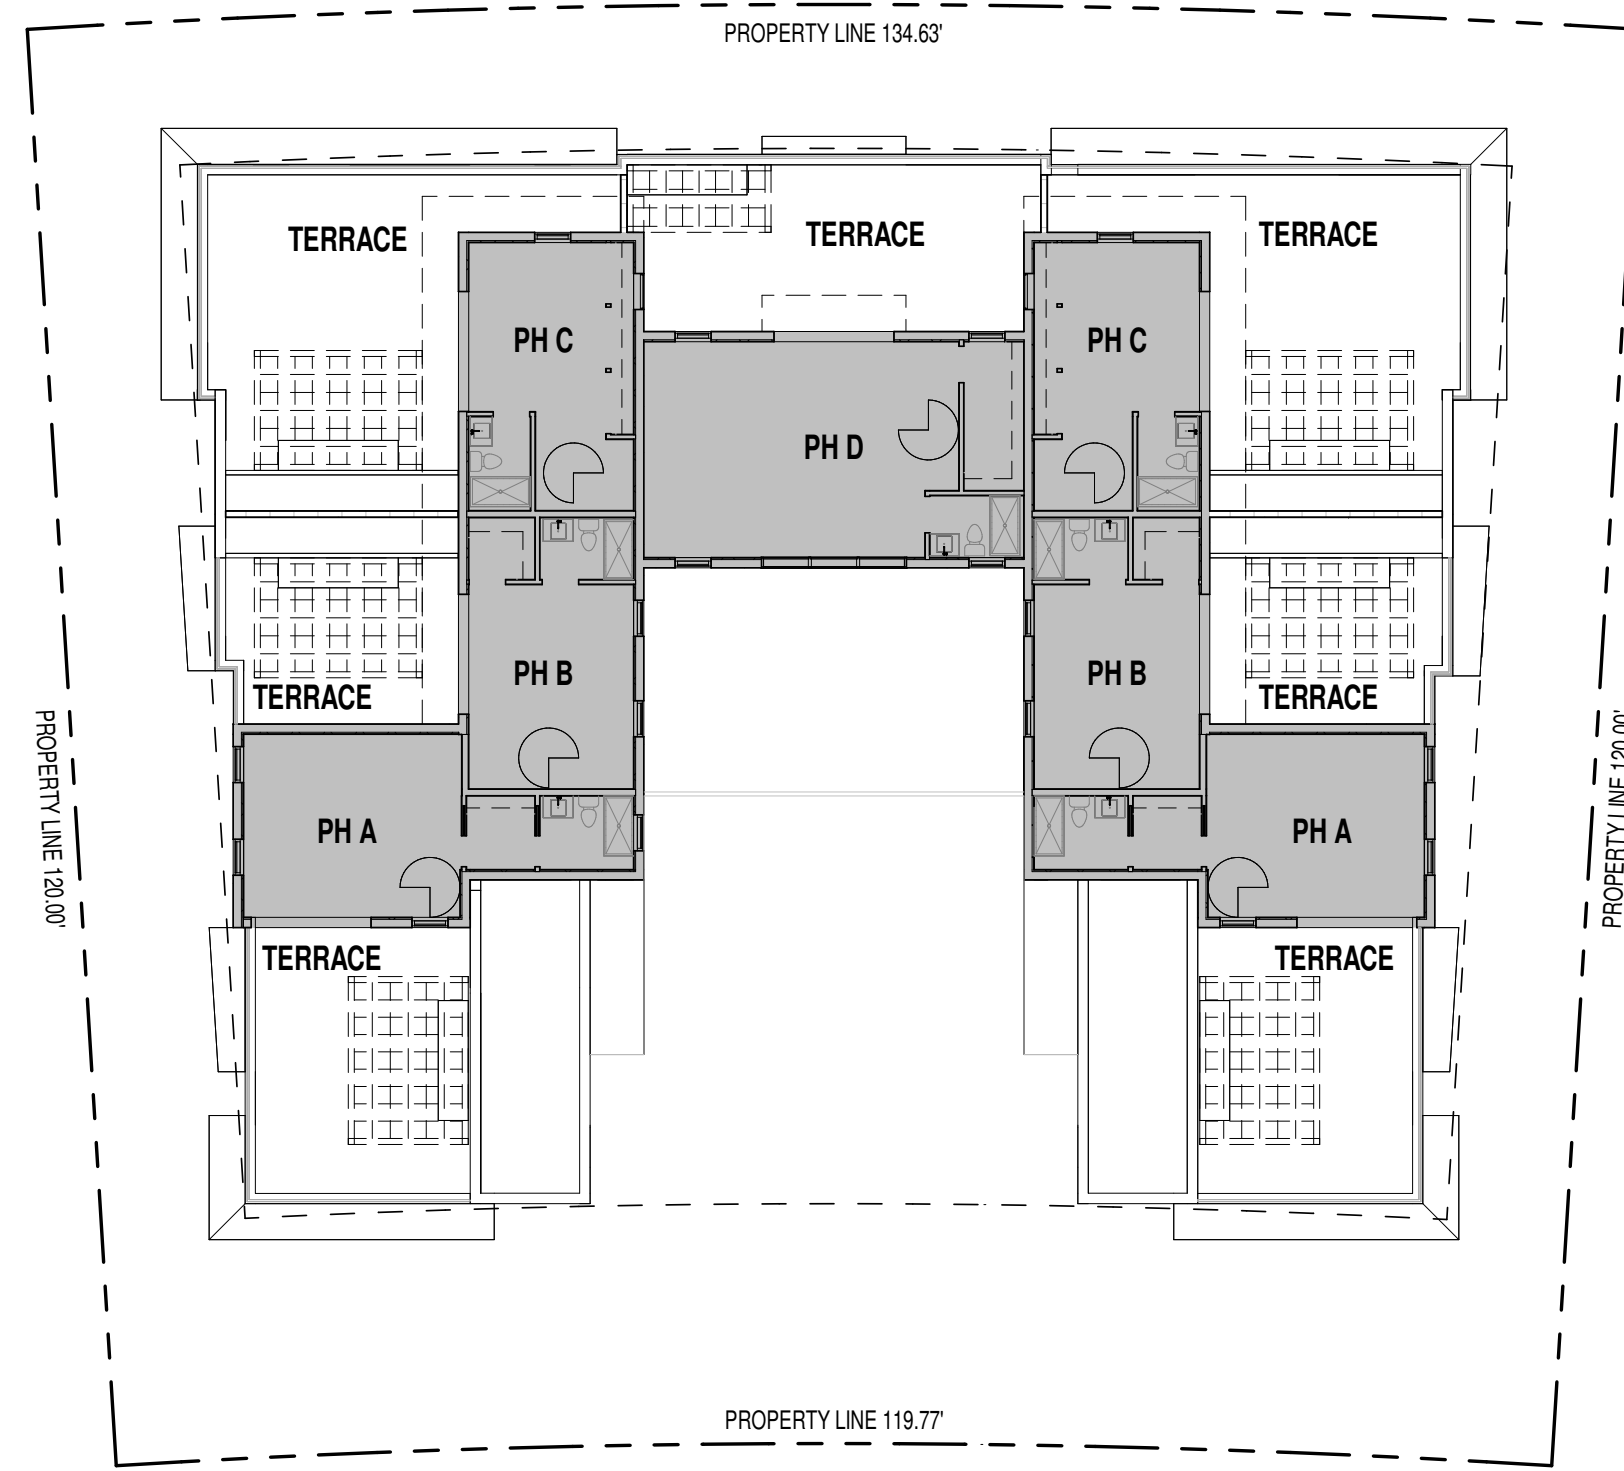 PROPERTY LINE 134.63'
TERRACE
TERRACE
TERRACE
PH C
PH C
PH D
PH B
PH B
TERRACE
TERRACE
PROPERTY LINE 120.00'
PROPERTY LINE 120.00'
PH A
PH A
TERRACE
TERRACE
PROPERTY LINE 119.77'